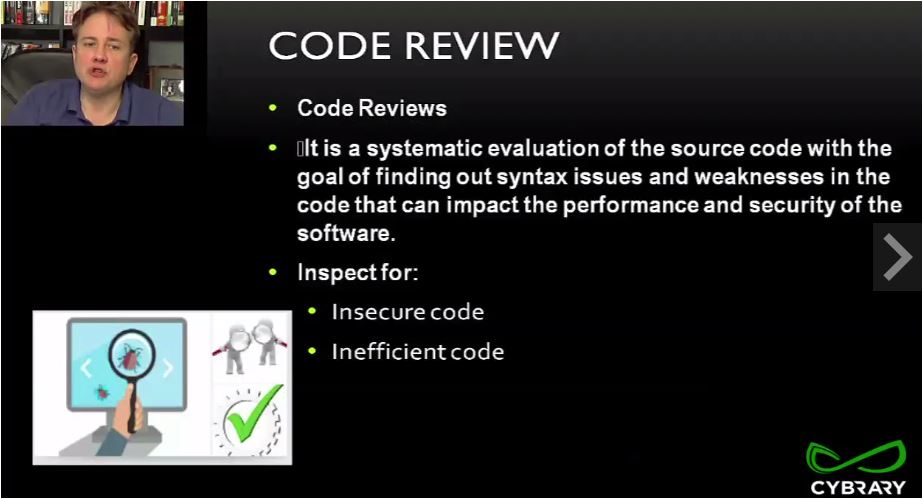 CODE REVIEW
• Code Reviews
• It is a systematic evaluation of the source code with the
goal of finding out syntax issues and weaknesses in the
code that can impact the performance and security of the
software.
• Inspect for:
• Insecure code
• Inefficient code
CYBRARY